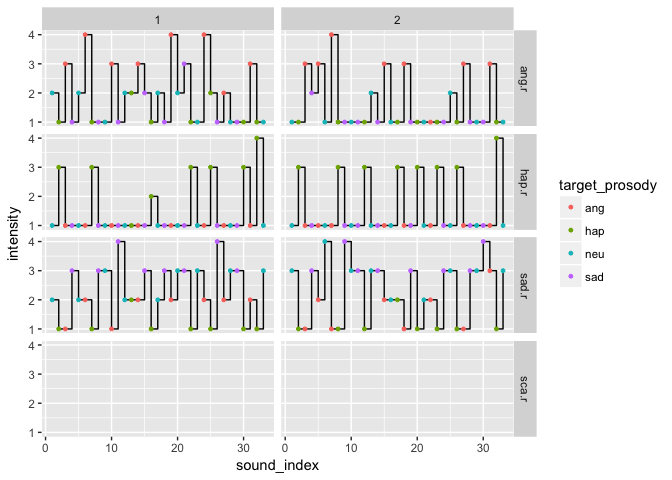 1 2
4
3
2
1
ang.r
4
3
2
1
hap.r
4
3
2
1
sad.r
4
3
2
1
sca.r
0 10 20 30 0 10 20 30
sound_index
intensity
target_prosody
ang
hap
neu
sad